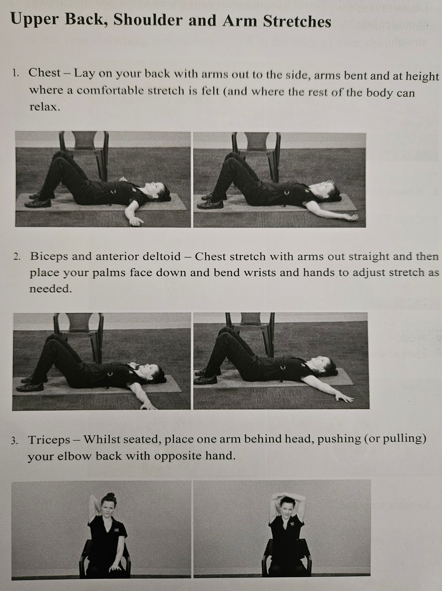 Upper Back, Shoulder and Arm Stretches
1. Chest – Lay on your back with arms out to the side, arms bent and at height
where a comfortable stretch is felt (and where the rest of the body can
relax.
2. Biceps and anterior deltoid – Chest stretch with arms out straight and then
place your palms face down and bend wrists and hands to adjust stretch as
needed.
3. Triceps – Whilst seated, place one arm behind head, pushing (or pulling)
your elbow back with opposite hand.